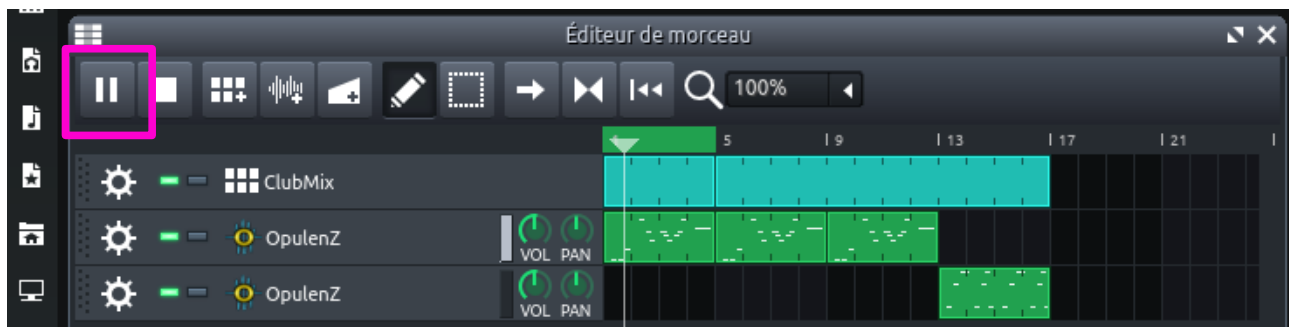 Éditeur de morceau
100%
5 9 13 17 21
ClubMix
OpulenZ
VOL PAN
OpulenZ
VOL PAN